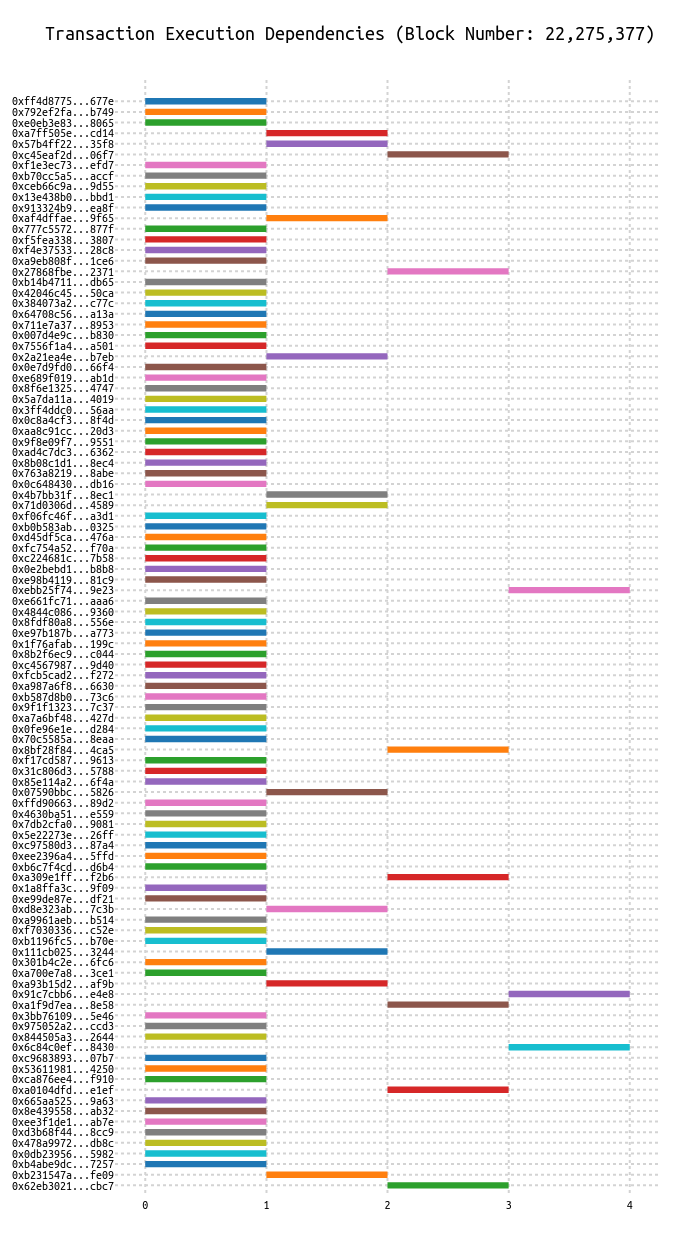 Transaction Execution Dependencies (Block Number: 22,275,377)
0xff4d8775...677e
0x792ef2fa...b749
0xe0eb3e83...8065
0xa7ff505e...cd14
0x57b4ff22...35f8
0xc45eaf2d...06f7
0xf1e3ec73...efd7
0xb70cc5a5...accf
0xceb66c9a...9d55
0x13e438b0...bbd1
0x913324b9...ea8f
0xaf4dffae...9f65
0x777c5572...877f
0xf5fea338...3807
0xf4e37533...28c8
0xa9eb808f...1ce6
0x27868fbe...2371
0xb14b4711...db65
0x42046c45...50ca
0x384073a2...c77c
0x64708c56...a13a
0x711e7a37...8953
0x007d4e9c...b830
0x7556f1a4...a501
0x2a21ea4e...b7eb
0x0e7d9fd0...66f4
0xe689f019...ab1d
0x8f6e1325...4747
0x5a7da11a...4019
0x3ff4ddc0...56aa
0x0c8a4cf3...8f4d
0xaa8c91cc...20d3
0x9f8e09f7...9551
0xad4c7dc3...6362
0x8b08c1d1...8ec4
0x763a8219...8abe
0x0c648430...db16
0x4b7bb31f...8ec1
0x71d0306d...4589
0xf06fc46f...a3d1
0xb0b583ab...0325
0xd45df5ca...476a
0xfc754a52...f70a
0xc224681c...7b58
0x0e2bebd1...b8b8
0xe98b4119...81c9
0xebb25f74...9e23
0xe661fc71...aaa6
0x4844c086...9360
0x8fdf80a8...556e
0xe97b187b...a773
0x1f76afab...199c
0x8b2f6ec9...c044
0xc4567987...9d40
0xfcb5cad2...f272
0xa987a6f8...6630
0xb587d8b0...73c6
0x9f1f1323...7c37
0xa7a6bf48...427d
0x0fe96e1e...d284
0x70c5585a...8eaa
0x8bf28f84...4ca5
0xf17cd587...9613
0x31c806d3...5788
0x85e114a2...6f4a
0x07590bbc...5826
0xffd90663...89d2
0x4630ba51...e559
0x7db2cfa0...9081
0x5e22273e...26ff
0xc97580d3...87a4
0xee2396a4...5ffd
0xb6c7f4cd...d6b4
0xa309e1ff...f2b6
0x1a8ffa3c...9f09
0xe99de87e...df21
0xd8e323ab...7c3b
0xa9961aeb...b514
0xf7030336...c52e
0xb1196fc5...b70e
0x111cb025...3244
0x301b4c2e...6fc6
0xa700e7a8...3ce1
0xa93b15d2...af9b
0x91c7cbb6...e4e8
0xa1f9d7ea...8e58
0x3bb76109...5e46
0x975052a2...ccd3
0x844505a3...2644
0x6c84c0ef...8430
0xc9683893...07b7
0x53611981...4250
0xca876ee4...f910
0xa0104dfd...e1ef
0x665aa525...9a63
0x8e439558...ab32
0xee3f1de1...ab7e
0xd3b68f44...8cc9
0x478a9972...db8c
0x0db23956...5982
0xb4abe9dc...7257
0xb231547a...fe09
0x62eb3021...cbc7
0 1 2 3 4